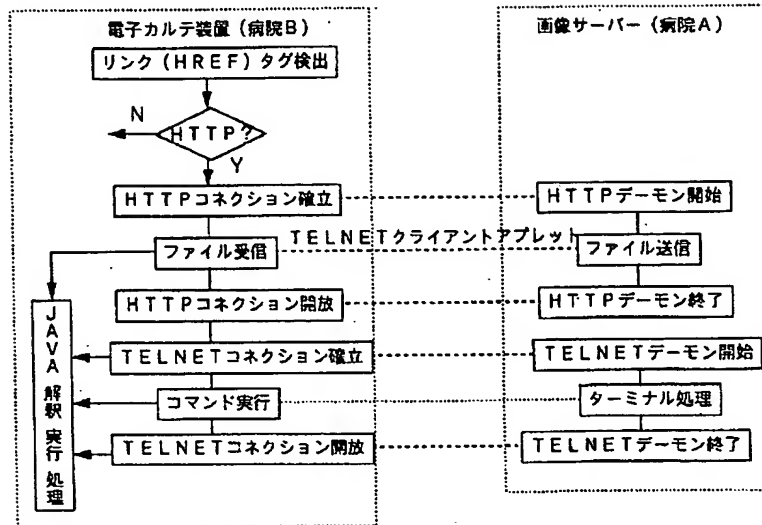 電子カルテ装置(病院B)
画像サーバー(病院A)
リンク(HREF)タグ検出
N
HTTP?
Y
HTTPコネクション確立
HTTPデーモン開始
TELNETクライアントアプレット
ファイル受信
ファイル送信
HTTPコネクション開放
HTTPデーモン終了
JAVA 解釈 実行 処理
TELNETコネクション確立
TELNETデーモン開始
コマンド実行
ターミナル処理
TELNETコネクション開放
TELNETデーモン終了